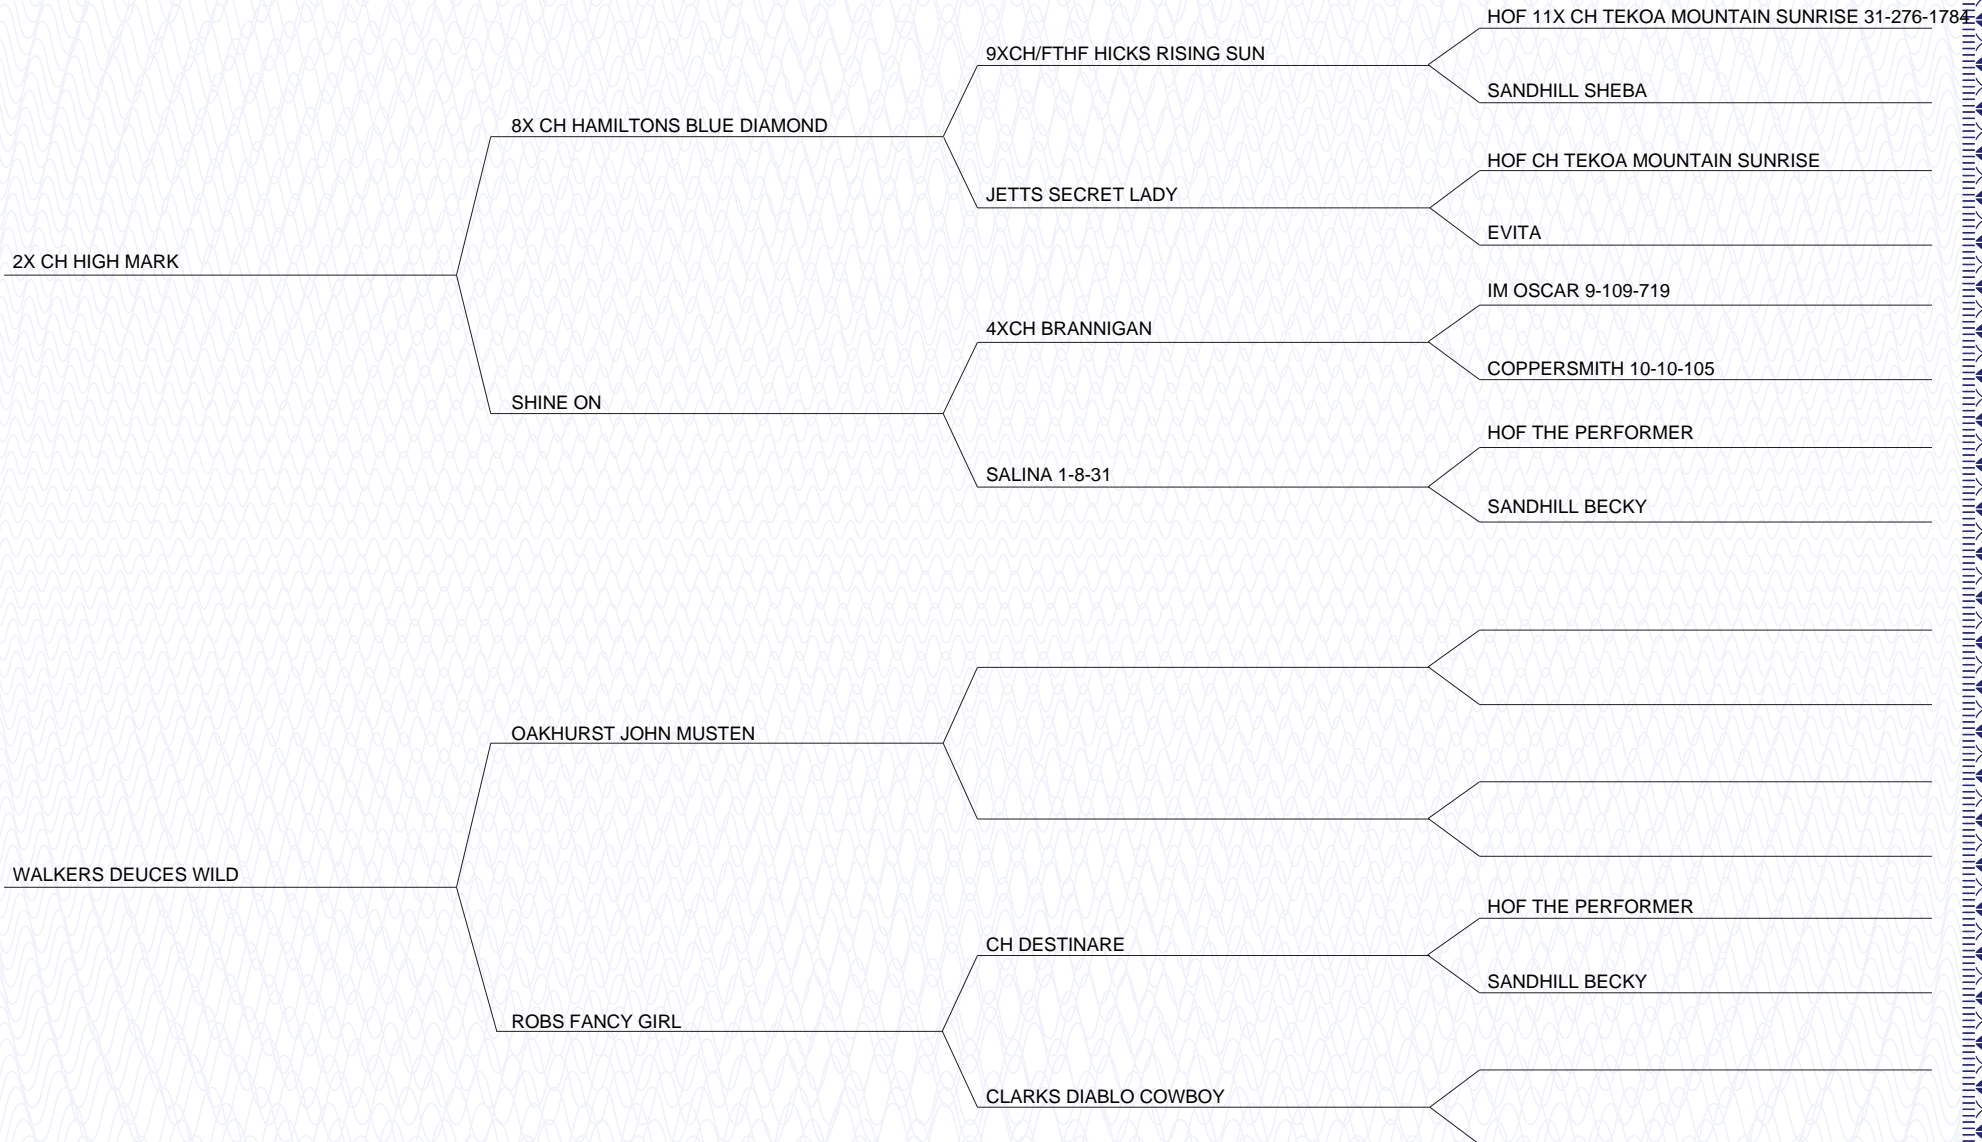 HOF 11X CH TEKOA MOUNTAIN SUNRISE 31-276-1784
9XCH/FTHF HICKS RISING SUN
SANDHILL SHEBA
8X CH HAMILTONS BLUE DIAMOND
HOF CH TEKOA MOUNTAIN SUNRISE
JETTS SECRET LADY
EVITA
2X CH HIGH MARK
IM OSCAR 9-109-719
4XCH BRANNIGAN
COPPERSMITH 10-10-105
SHINE ON
HOF THE PERFORMER
SALINA 1-8-31
SANDHILL BECKY
OAKHURST JOHN MUSTEN
WALKERS DEUCES WILD
HOF THE PERFORMER
CH DESTINARE
SANDHILL BECKY
ROBS FANCY GIRL
CLARKS DIABLO COWBOY